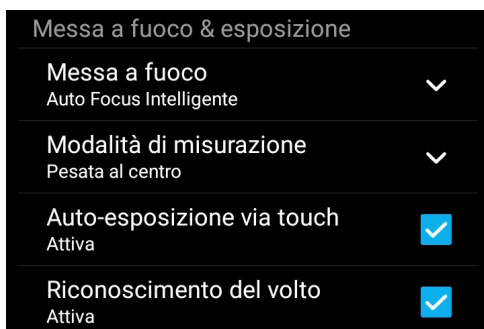 Messa a fuoco & esposizione
Messa a fuoco
Auto Focus Intelligente
Modalità di misurazione
Pesata al centro
Auto-esposizione via touch
Attiva
Riconoscimento del volto
Attiva